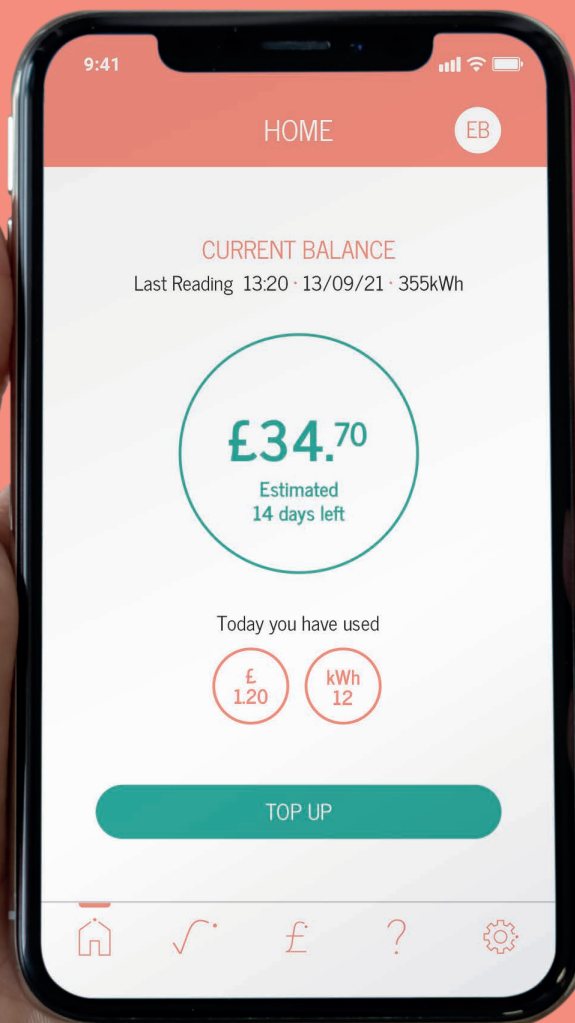 9:41
HOME
EB
CURRENT BALANCE
Last Reading 13:20 · 13/09/21 · 355kWh
£34.70
Estimated
14 days left
Today you have used
£
1.20
kWh
12
TOP UP
£
?